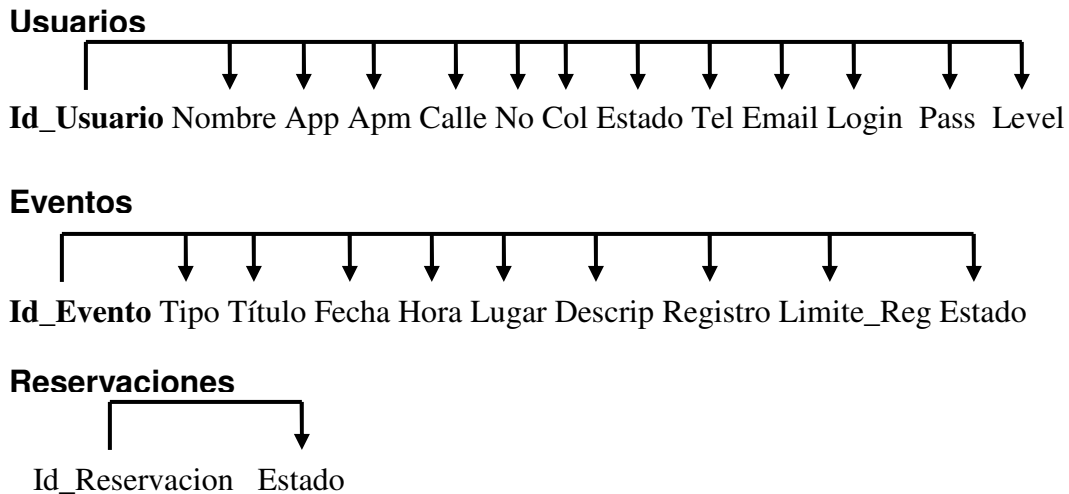 Usuarios
Id_Usuario Nombre App Apm Calle No Col Estado Tel Email Login Pass Level
Eventos
Id_Evento Tipo Título Fecha Hora Lugar Descrip Registro Limite_Reg Estado
Reservaciones
Id_Reservacion Estado